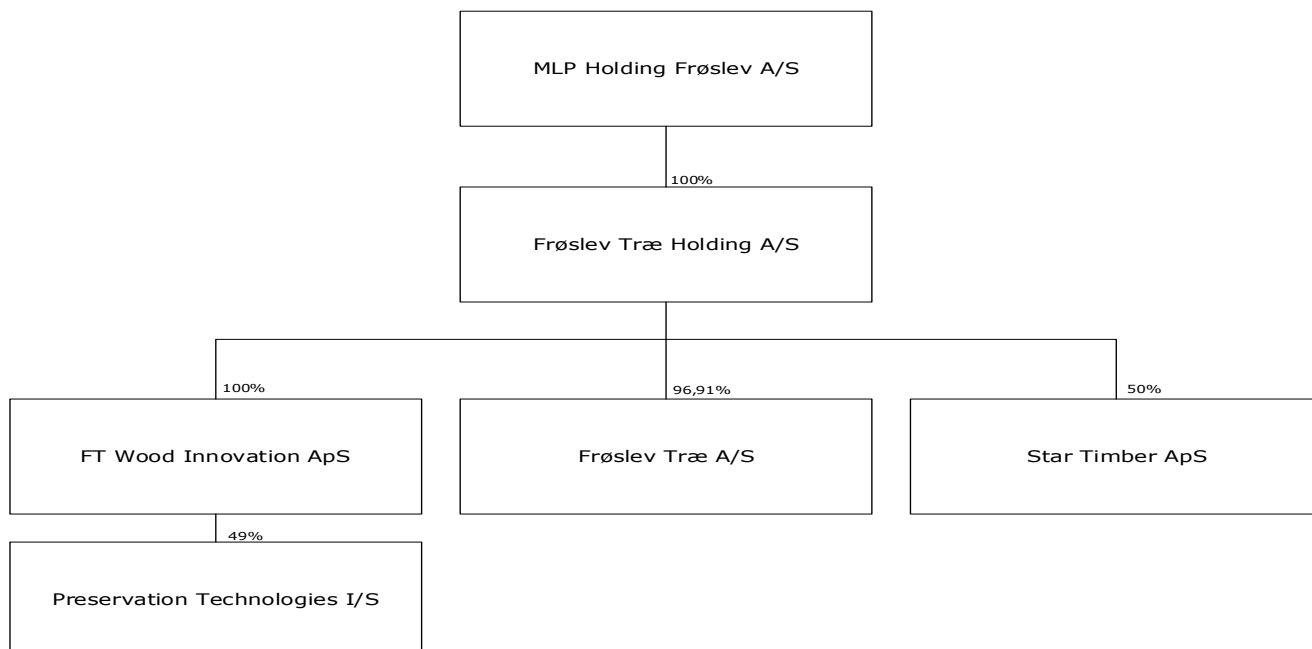 MLP Holding Frøslev A/S
100%
Frøslev Træ Holding A/S
100%
96,91%
50%
FT Wood Innovation ApS
Frøslev Træ A/S
Star Timber ApS
49%
Preservation Technologies I/S